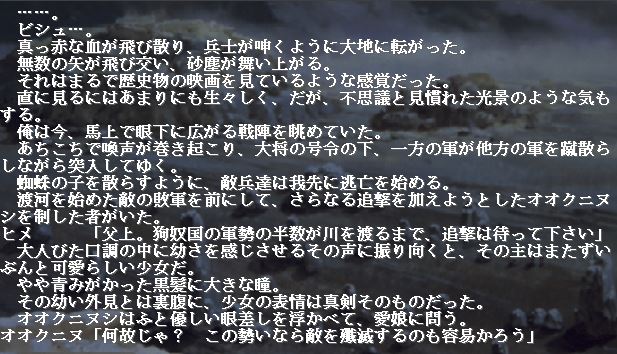 ……。
ビシュ…。
真っ赤な血が飛び散り、兵士が呻くように大地に転がった。
無数の矢が飛び交い、砂塵が舞い上がる。
それはまるで歴史物の映画を見ているような感覚だった。
直に見るにはあまりにも生々しく、だが、不思議と見慣れた光景のような気も
する。
俺は今、馬上で眼下に広がる戦陣を眺めていた。
あちこちで喚声が巻き起こり、大将の号令の下、一方の軍が他方の軍を蹴散ら
しながら突入してゆく。
蜘蛛の子を散らすように、敵兵達は我先に逃亡を始める。
渡河を始めた敵の敗軍を前にして、さらなる追撃を加えようとしたオオクニヌ
シを制した者がいた。
ヒメ　　　「父上。狗奴国の軍勢の半数が川を渡るまで、追撃は待って下さい」
大人びた口調の中に幼さを感じさせるその声に振り向くと、その主はまたずい
ぶんと可愛らしい少女だ。
やや青みがかった黒髪に大きな瞳。
その幼い外見とは裏腹に、少女の表情は真剣そのものだった。
オオクニヌシはふと優しい眼差しを浮かべて、愛娘に問う。
オオクニヌ「何故じゃ？　この勢いなら敵を殲滅するのも容易かろう」